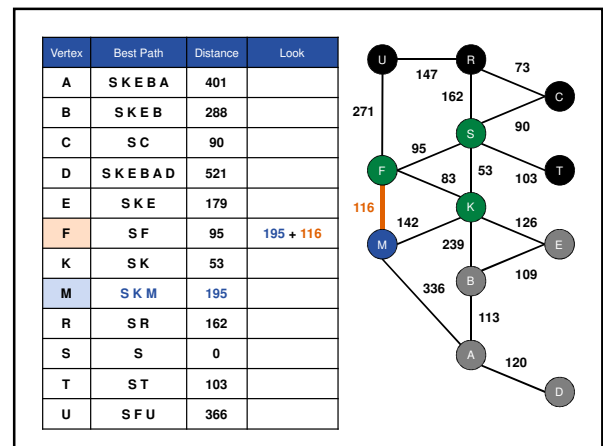 Vertex Best Path Distance Look
A S K E B A 401
B S K E B 288
C S C 90
D S K E B A D 521
E S K E 179
F S F 95 195 + 116
K S K 53
M S K M 195
R S R 162
S S 0
T S T 103
U S F U 366
U R
147 73
C
271 162
90
S
95
F 53 103 T
83
K
116 142 126
M 239 E
109
B
336
113
A
120
D